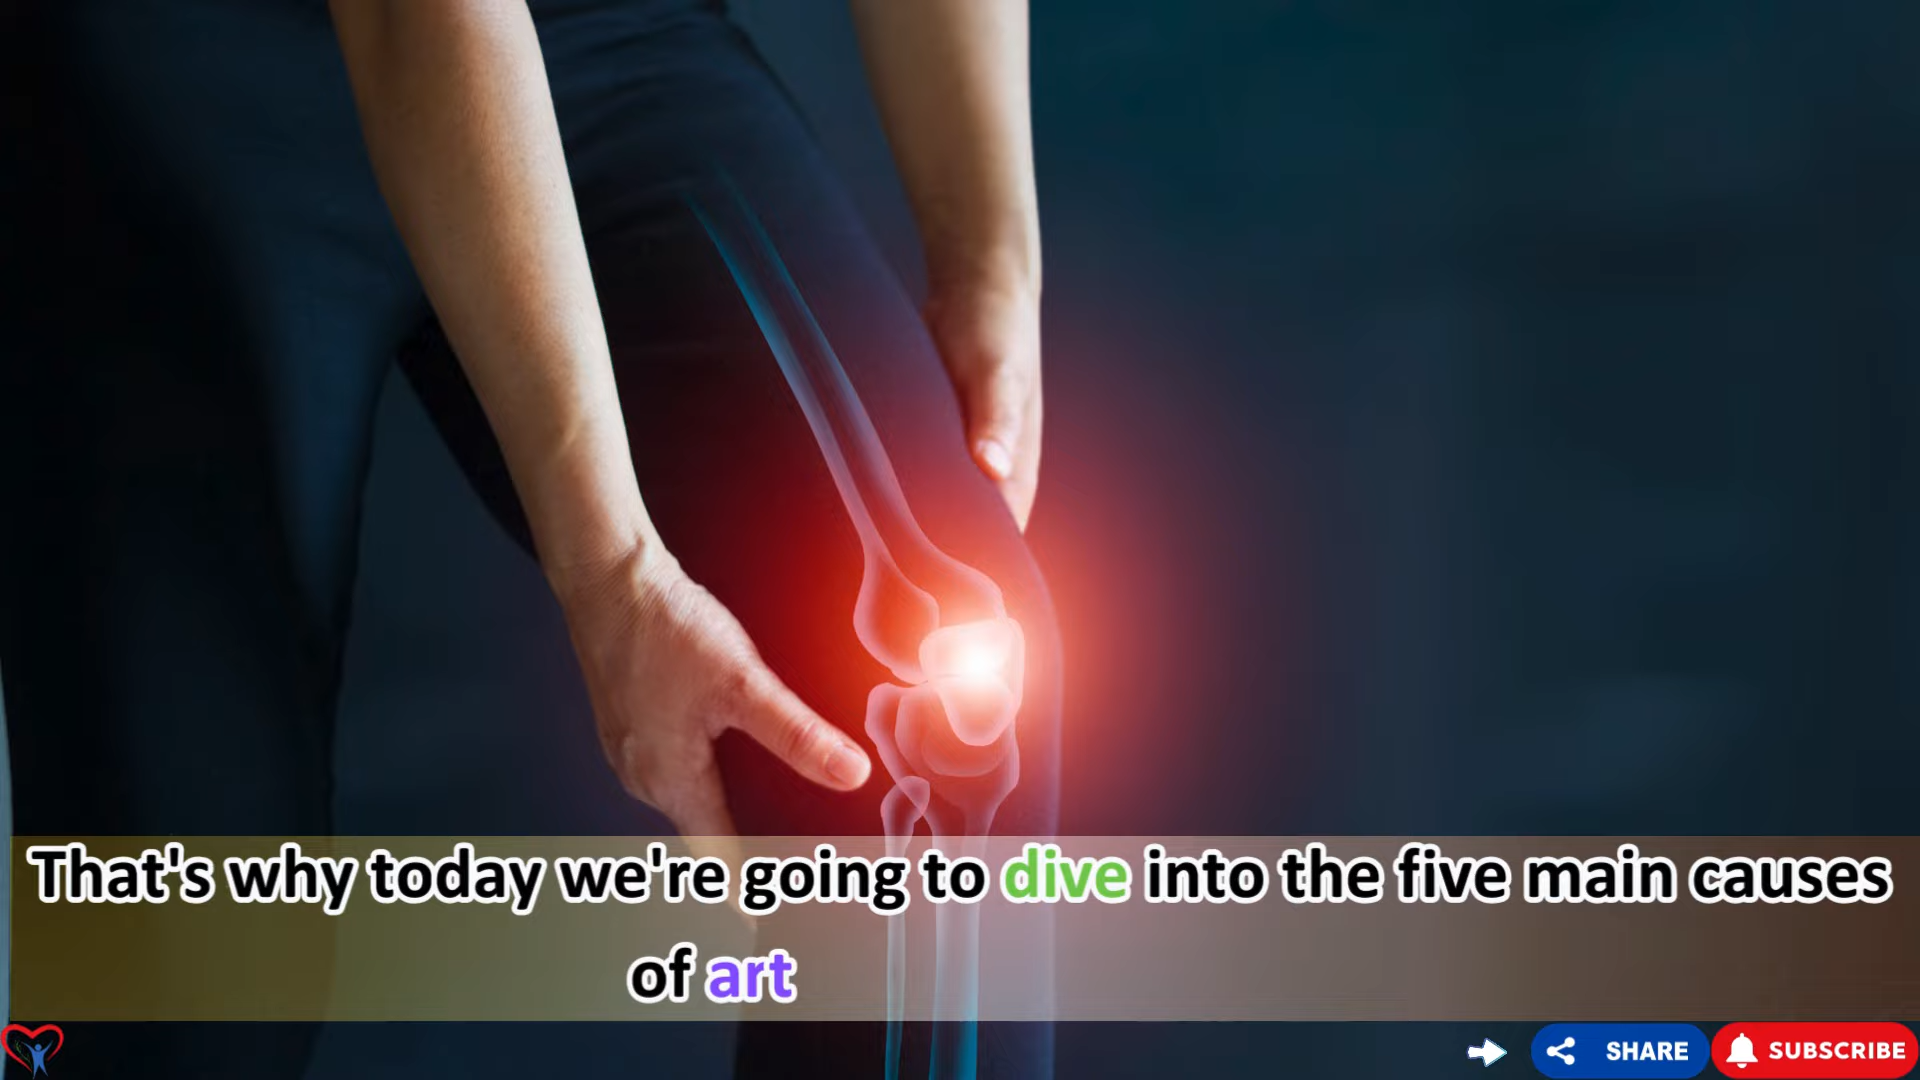 That's why today we're going to dive into the five main causes
of art
SHARE
SUBSCRIBE